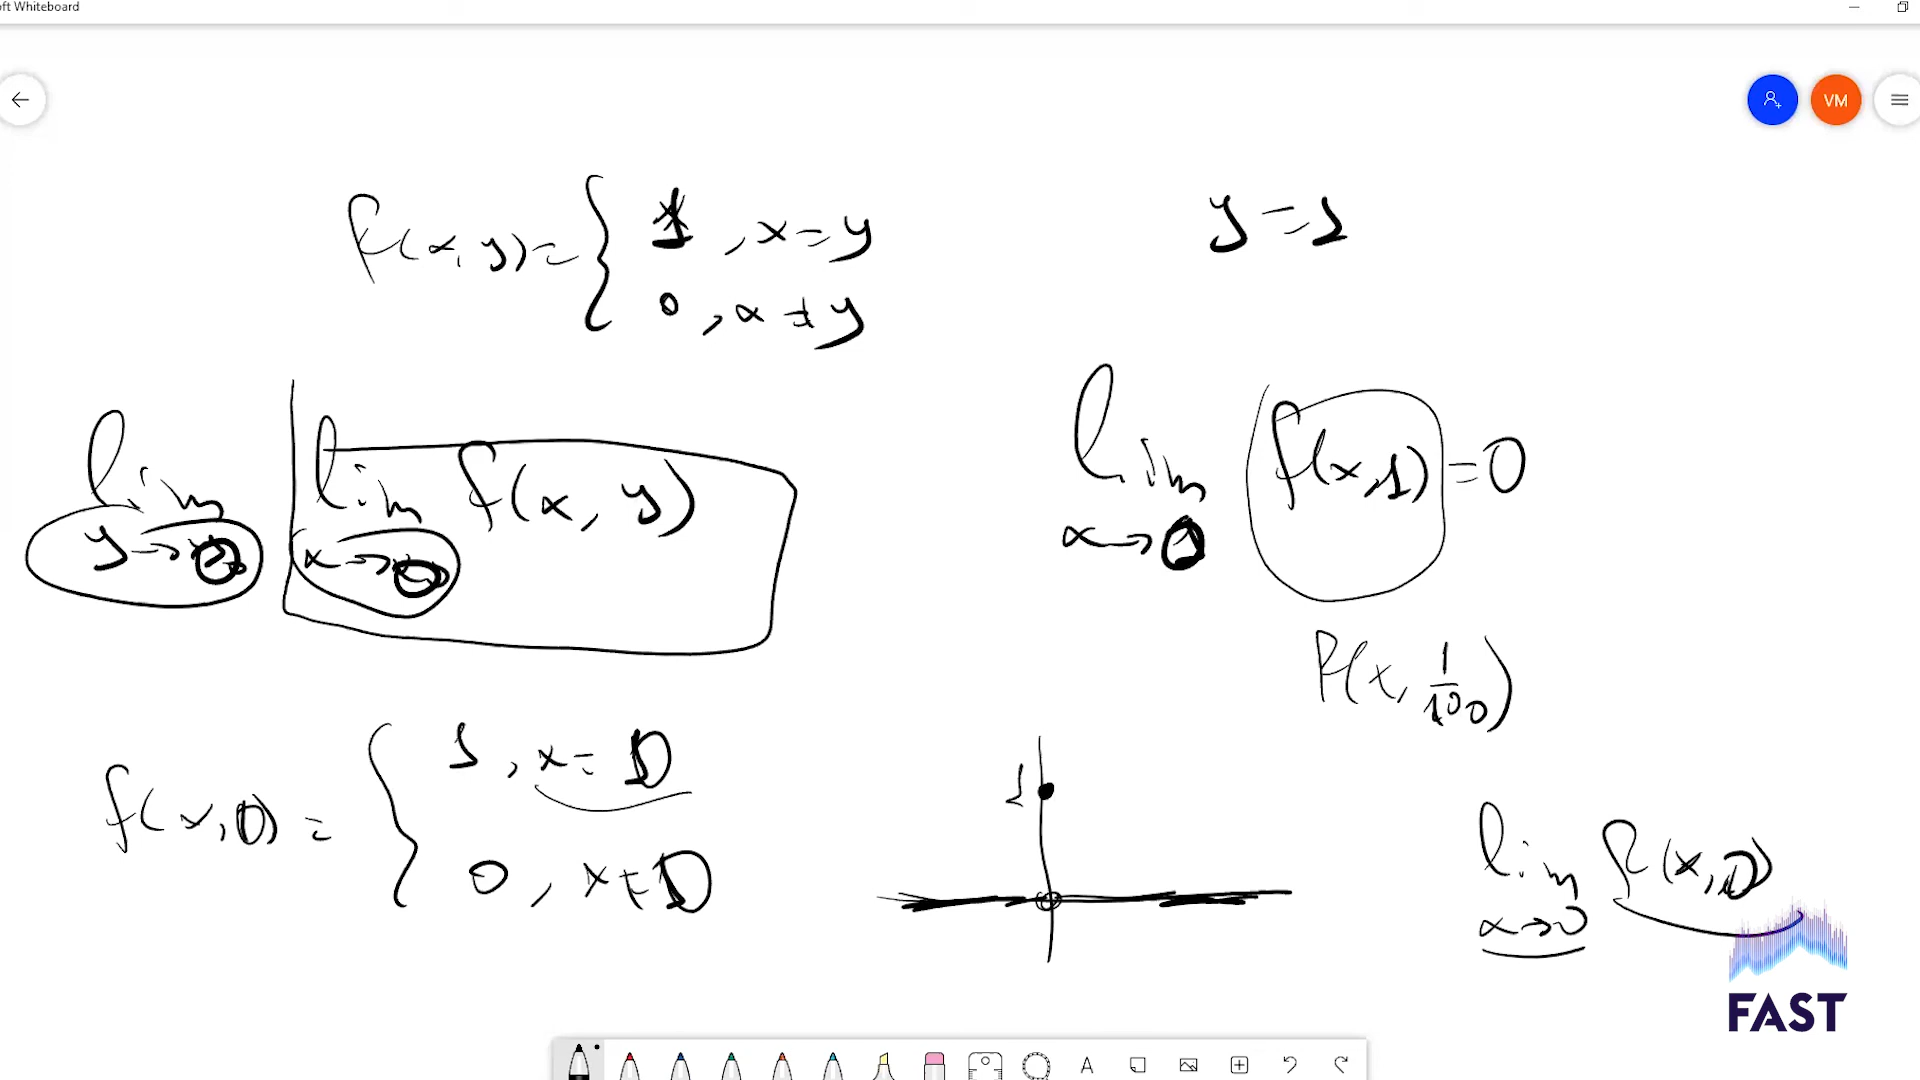 oft Whiteboard
VM
f(x, y) = { 1 , x = y
0 , x ≠ y
y = 1
lim y→0 lim x→0 f(x, y)
lim x→0 f(x, 1) = 0
f(x, 1/100)
f(x, 0) = { 1 , x = 0
0 , x ≠ 0
1
lim x→0 f(x, 0)
FAST
A